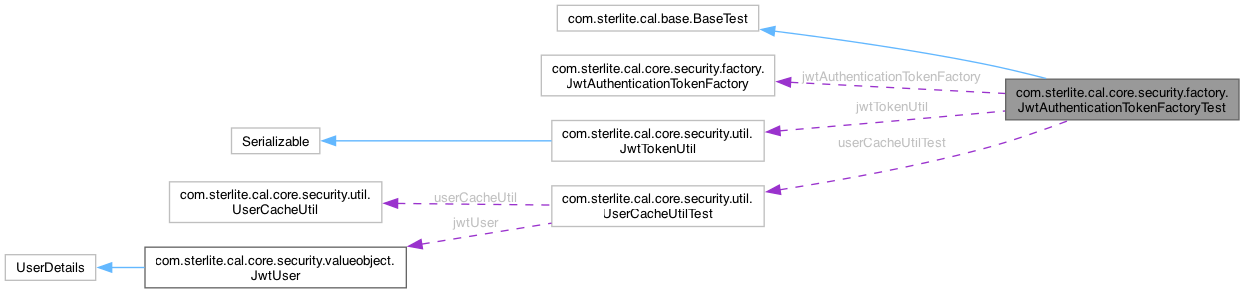 com.sterlite.cal.base.BaseTest
com.sterlite.cal.core.security.factory.
JwtAuthenticationTokenFactory
jwtAuthenticationTokenFactory
com.sterlite.cal.core.security.factory.
JwtAuthenticationTokenFactoryTest
jwtTokenUtil
Serializable
com.sterlite.cal.core.security.util.
JwtTokenUtil
userCacheUtilTest
com.sterlite.cal.core.security.util.
UserCacheUtil
userCacheUtil
com.sterlite.cal.core.security.util.
UserCacheUtilTest
jwtUser
UserDetails
com.sterlite.cal.core.security.valueobject.
JwtUser